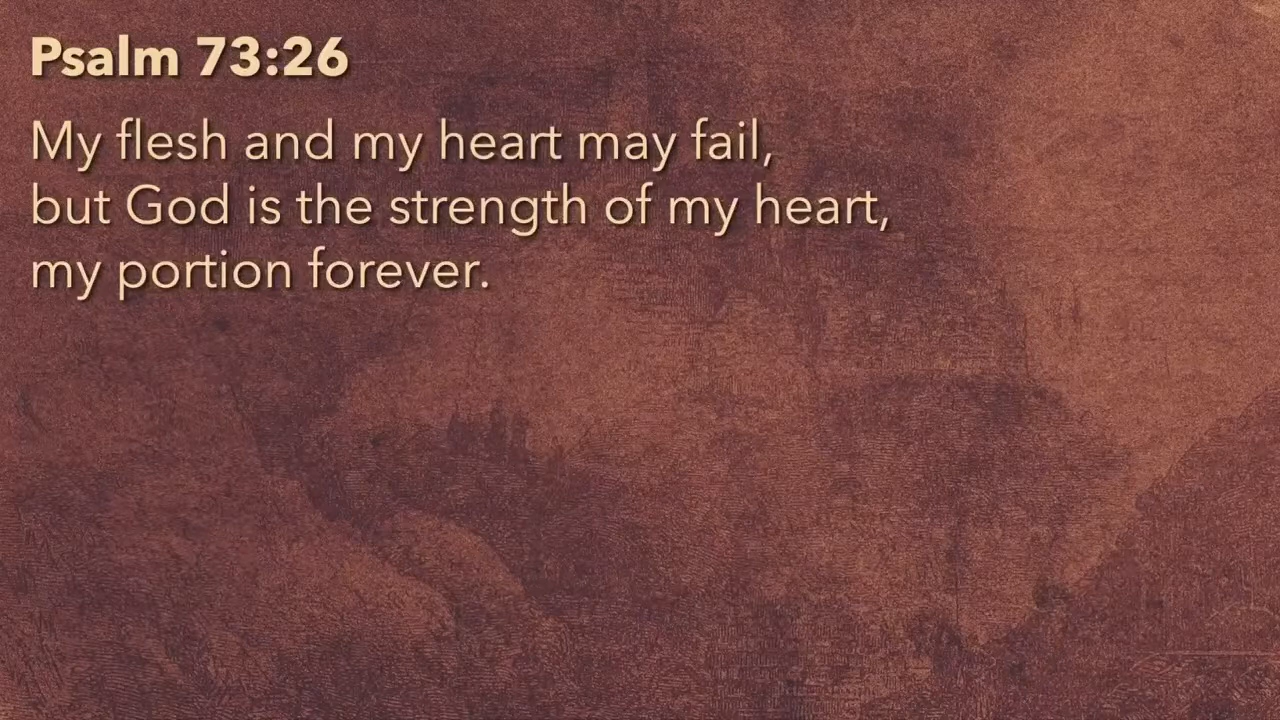 Psalm 73:26
My flesh and my heart may fail,
but God is the strength of my heart,
my portion forever.